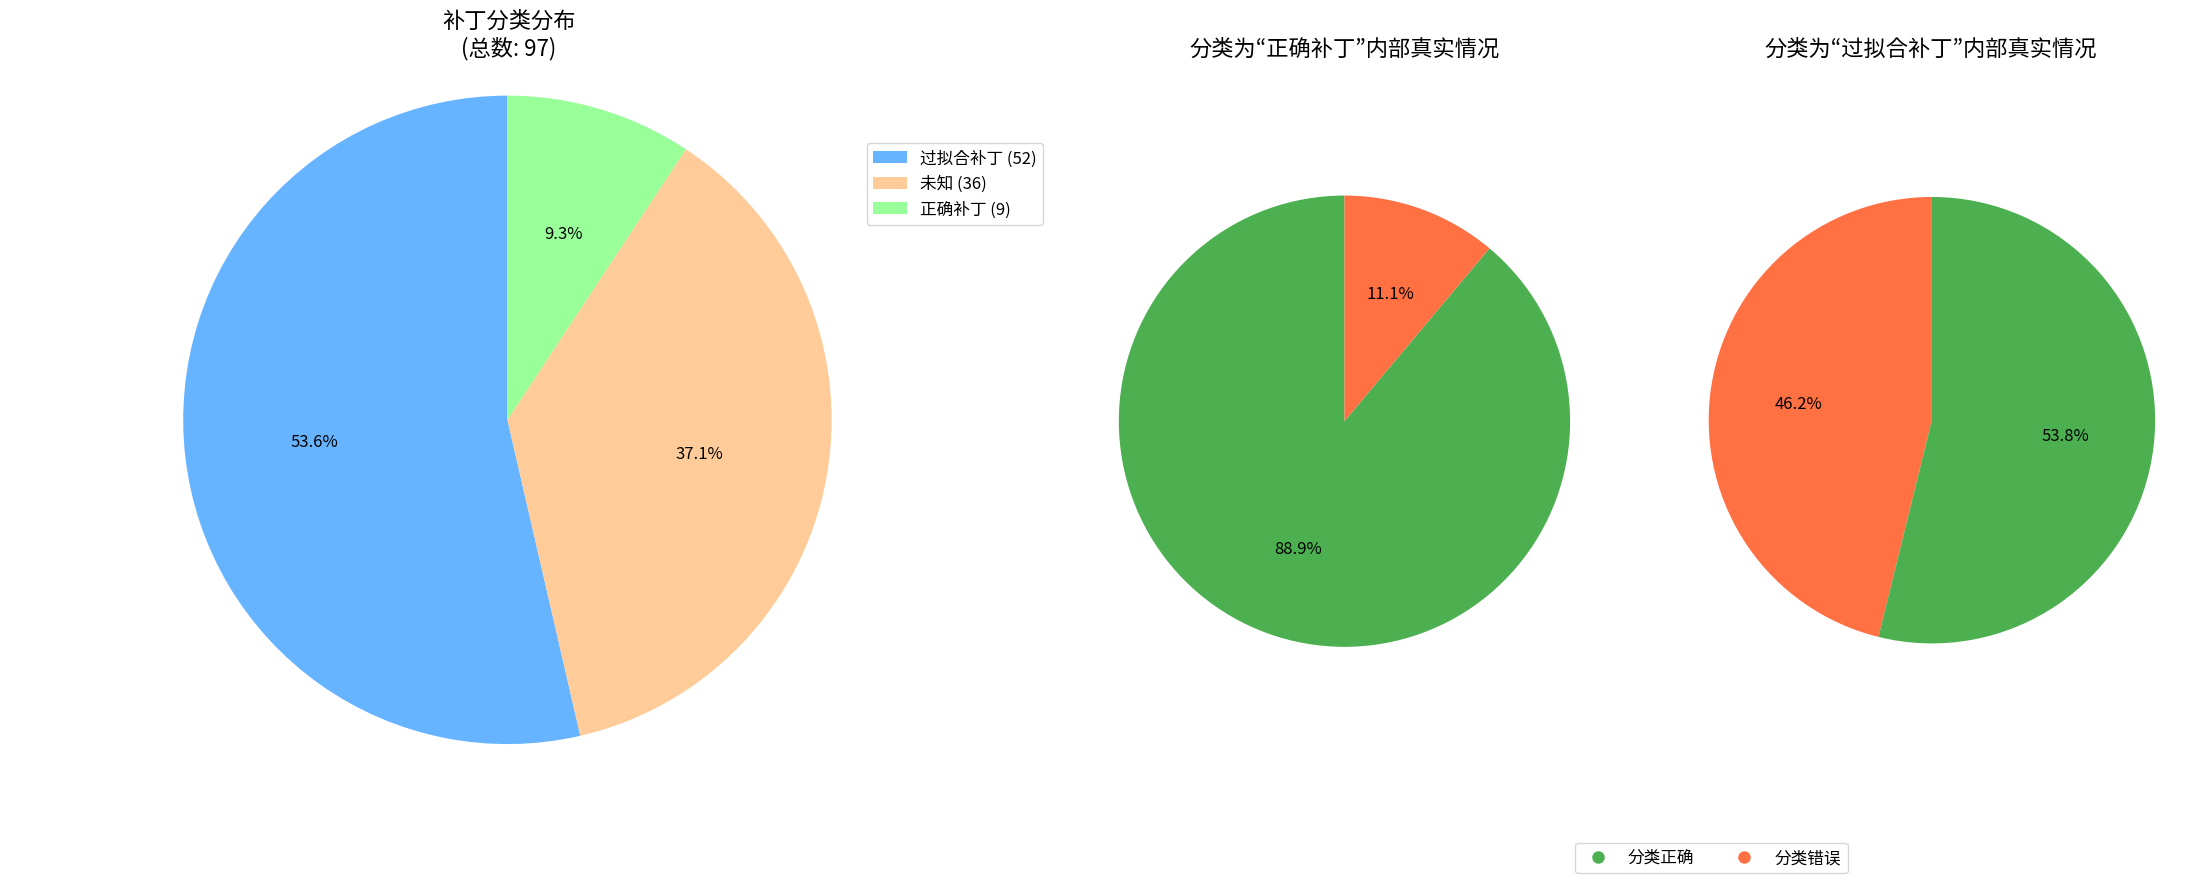 补丁分类分布
(总数: 97)
9.3%
53.6%
37.1%
过拟合补丁 (52)
未知 (36)
正确补丁 (9)
分类为“正确补丁”内部真实情况
11.1%
88.9%
分类为“过拟合补丁”内部真实情况
46.2%
53.8%
分类正确
分类错误